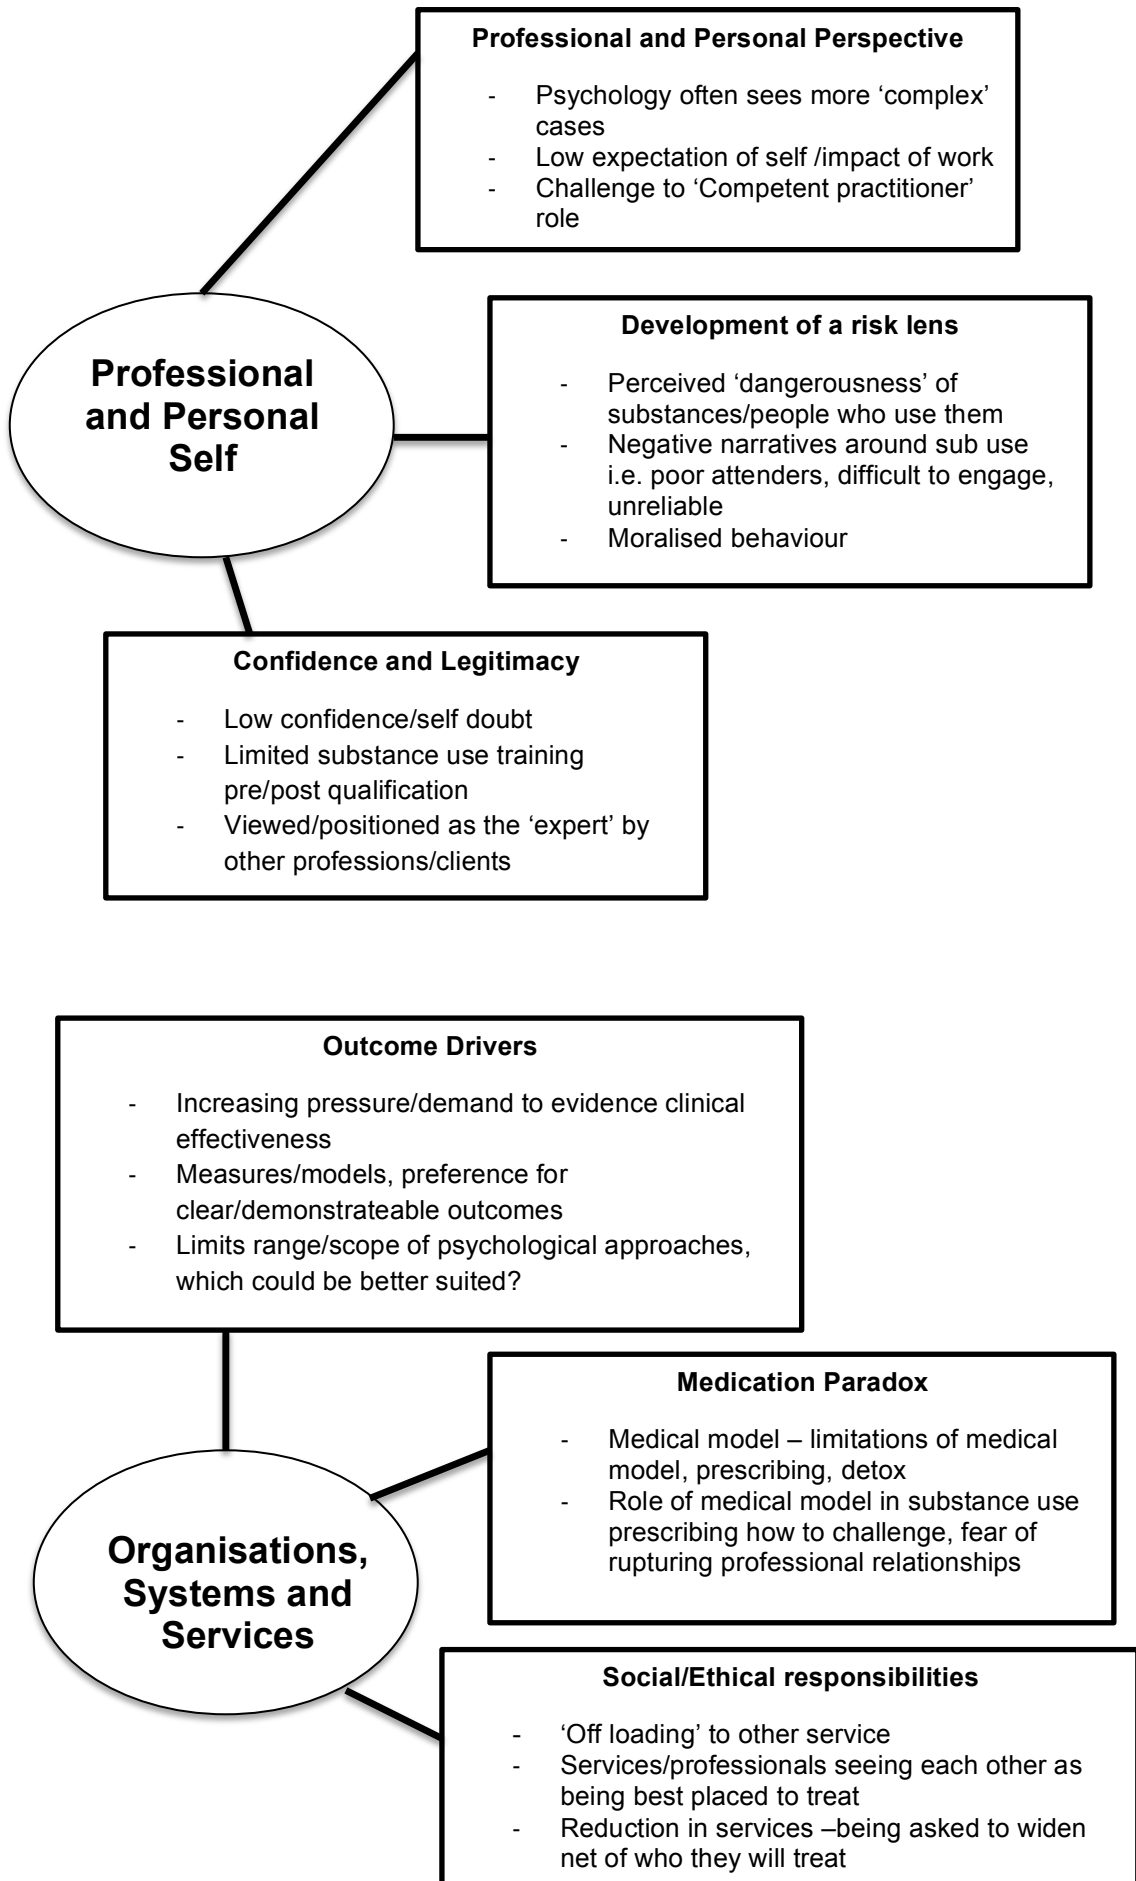 Professional and Personal Perspective
- Psychology often sees more ‘complex’
cases
- Low expectation of self /impact of work
- Challenge to ‘Competent practitioner’
role
Professional
and Personal
Self
Development of a risk lens
- Perceived ‘dangerousness’ of
substances/people who use them
- Negative narratives around sub use
i.e. poor attenders, difficult to engage,
unreliable
- Moralised behaviour
Confidence and Legitimacy
- Low confidence/self doubt
- Limited substance use training
pre/post qualification
- Viewed/positioned as the ‘expert’ by
other professions/clients
Outcome Drivers
- Increasing pressure/demand to evidence clinical
effectiveness
- Measures/models, preference for
clear/demonstrateable outcomes
- Limits range/scope of psychological approaches,
which could be better suited?
Medication Paradox
- Medical model – limitations of medical
model, prescribing, detox
- Role of medical model in substance use
prescribing how to challenge, fear of
rupturing professional relationships
Organisations,
Systems and
Services
Social/Ethical responsibilities
- ‘Off loading’ to other service
- Services/professionals seeing each other as
being best placed to treat
- Reduction in services –being asked to widen
net of who they will treat